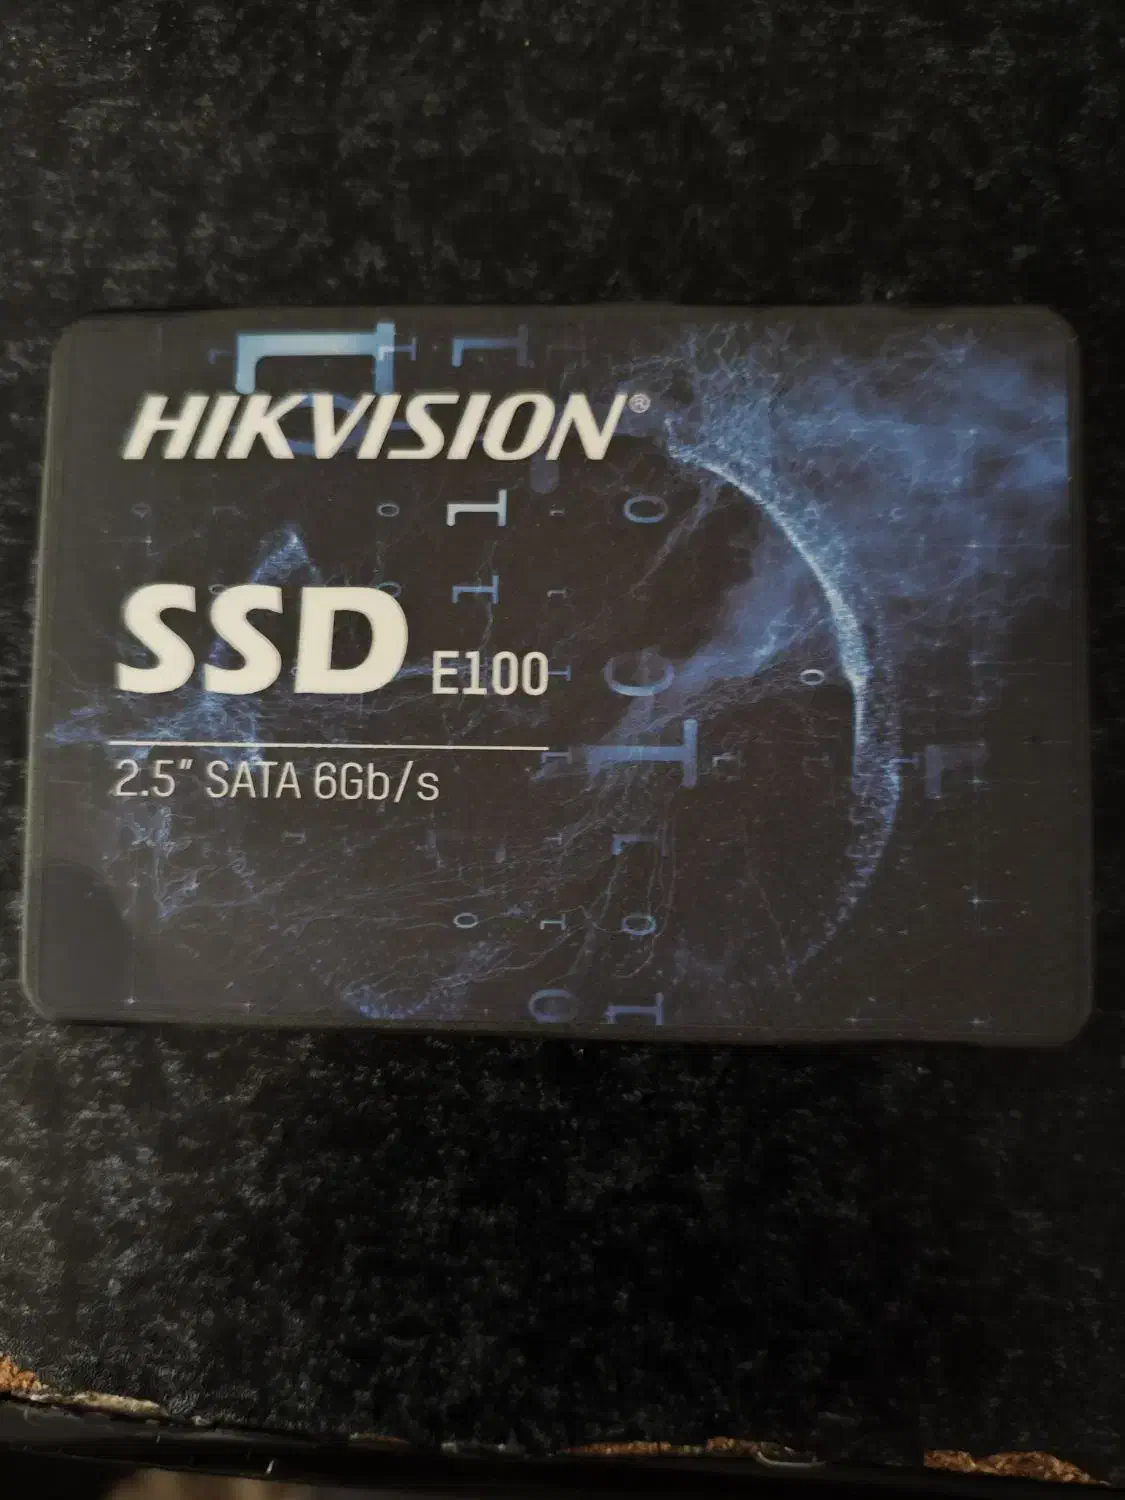 HIKVISION®
SSD E100
2.5" SATA 6Gb/s